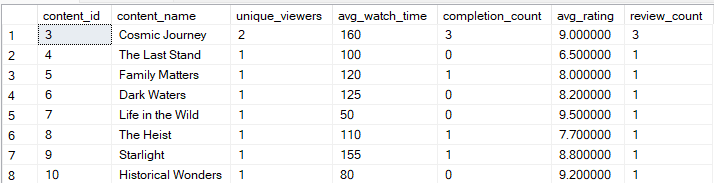 content_id content_name unique_viewers avg_watch_time completion_count avg_rating review_count
1 3 Cosmic Journey 2 160 3 9.000000 3
2 4 The Last Stand 1 100 0 6.500000 1
3 5 Family Matters 1 120 1 8.000000 1
4 6 Dark Waters 1 125 0 8.200000 1
5 7 Life in the Wild 1 50 0 9.500000 1
6 8 The Heist 1 110 1 7.700000 1
7 9 Starlight 1 155 1 8.800000 1
8 10 Historical Wonders 1 80 0 9.200000 1